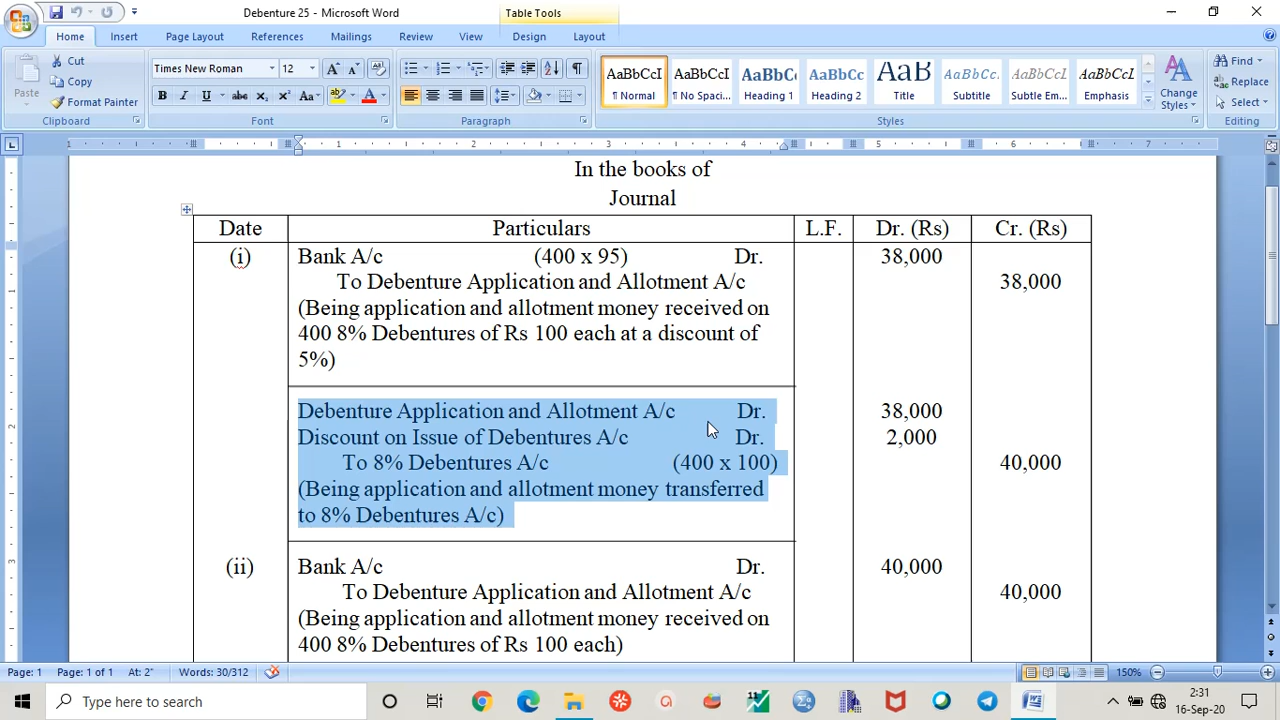 Debenture 25 - Microsoft Word
Table Tools
Home Insert Page Layout References Mailings Review View Design Layout
Paste
Cut
Copy
Format Painter
Clipboard
Times New Roman 12
Font
Paragraph
AaBbCcI AaBbCcI AaBbC AaBbCc AaB AaBbCcI AaBbCcI AaBbCcI
¶ Normal ¶ No Spaci... Heading 1 Heading 2 Title Subtitle Subtle Em... Emphasis
Change Styles
Styles
Find
Replace
Select
Editing
1 1 2 3 4 5 6 7
In the books of
Journal
Date Particulars L.F. Dr. (Rs) Cr. (Rs)
(i) Bank A/c (400 x 95) Dr. 38,000
To Debenture Application and Allotment A/c 38,000
(Being application and allotment money received on
400 8% Debentures of Rs 100 each at a discount of
5%)
Debenture Application and Allotment A/c Dr. 38,000
Discount on Issue of Debentures A/c Dr. 2,000
To 8% Debentures A/c (400 x 100) 40,000
(Being application and allotment money transferred
to 8% Debentures A/c)
(ii) Bank A/c Dr. 40,000
To Debenture Application and Allotment A/c 40,000
(Being application and allotment money received on
400 8% Debentures of Rs 100 each)
Page: 1 Page: 1 of 1 At: 2" Words: 30/312 150%
Type here to search
2:31
16-Sep-20